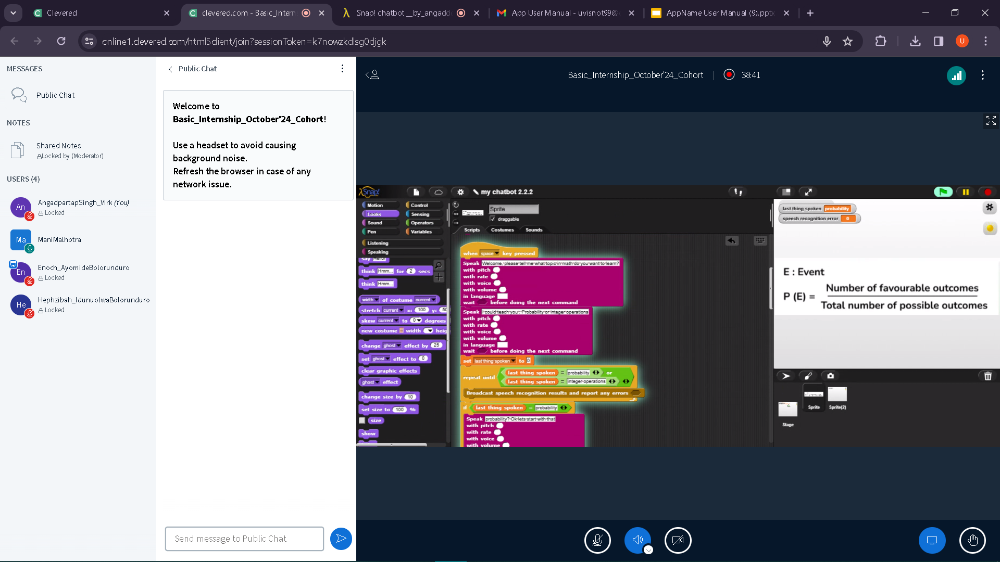 Clevered
clevered.com - Basic_Intern
Snap! chatbot __by_angadd
App User Manual - uvisnot99@
AppName User Manual (9).pptx
online1.clevered.com/html5client/join?sessionToken=k7nowzkdlsg0djgk
U
MESSAGES
Public Chat
NOTES
Shared Notes
Locked by (Moderator)
USERS (4)
An
AngadpartapSingh_Virk (You)
Locked
Ma
ManiMalhotra
En
Enoch_AyomideBolorunduro
Locked
He
Hephzibah_IdunuolwaBolorunduro
Locked
Public Chat
Welcome to
Basic_Internship_October'24_Cohort!
Use a headset to avoid causing
background noise.
Refresh the browser in case of any
network issue.
Send message to Public Chat
Basic_Internship_October'24_Cohort
38:41
Snap!
my chatbot 2.2.2
Motion
Control
Looks
Sensing
Sound
Operators
Pen
Variables
Listening
Speaking
say Hello!
think Hmm... for 2 secs
think Hmm...
width of costume current
stretch current x: 100 y: 50
skew current to 0 degrees
new costume width heig
change ghost effect by 25
set ghost effect to 0
clear graphic effects
ghost effect
change size by 10
set size to 100 %
size
show
Sprite
draggable
Scripts
Costumes
Sounds
when space key pressed
Speak Welcome, please tell me what topic in math do you want to learn?
with pitch
with rate
with voice
with volume
in language
wait before doing the next command
Speak I could teach you: Probability or integer operations
with pitch
with rate
with voice
with volume
in language
wait before doing the next command
set last thing spoken to 0
repeat until last thing spoken = probability or
last thing spoken = integer operations
Broadcast speech recognition results and report any errors
if last thing spoken = probability
Speak probability? Ok lets start with that
with pitch
with rate
with voice
with volume
last thing spoken probability
speech recognition error 0
E : Event
P (E) = Number of favourable outcomes
Total number of possible outcomes
Stage
Sprite
Sprite(2)